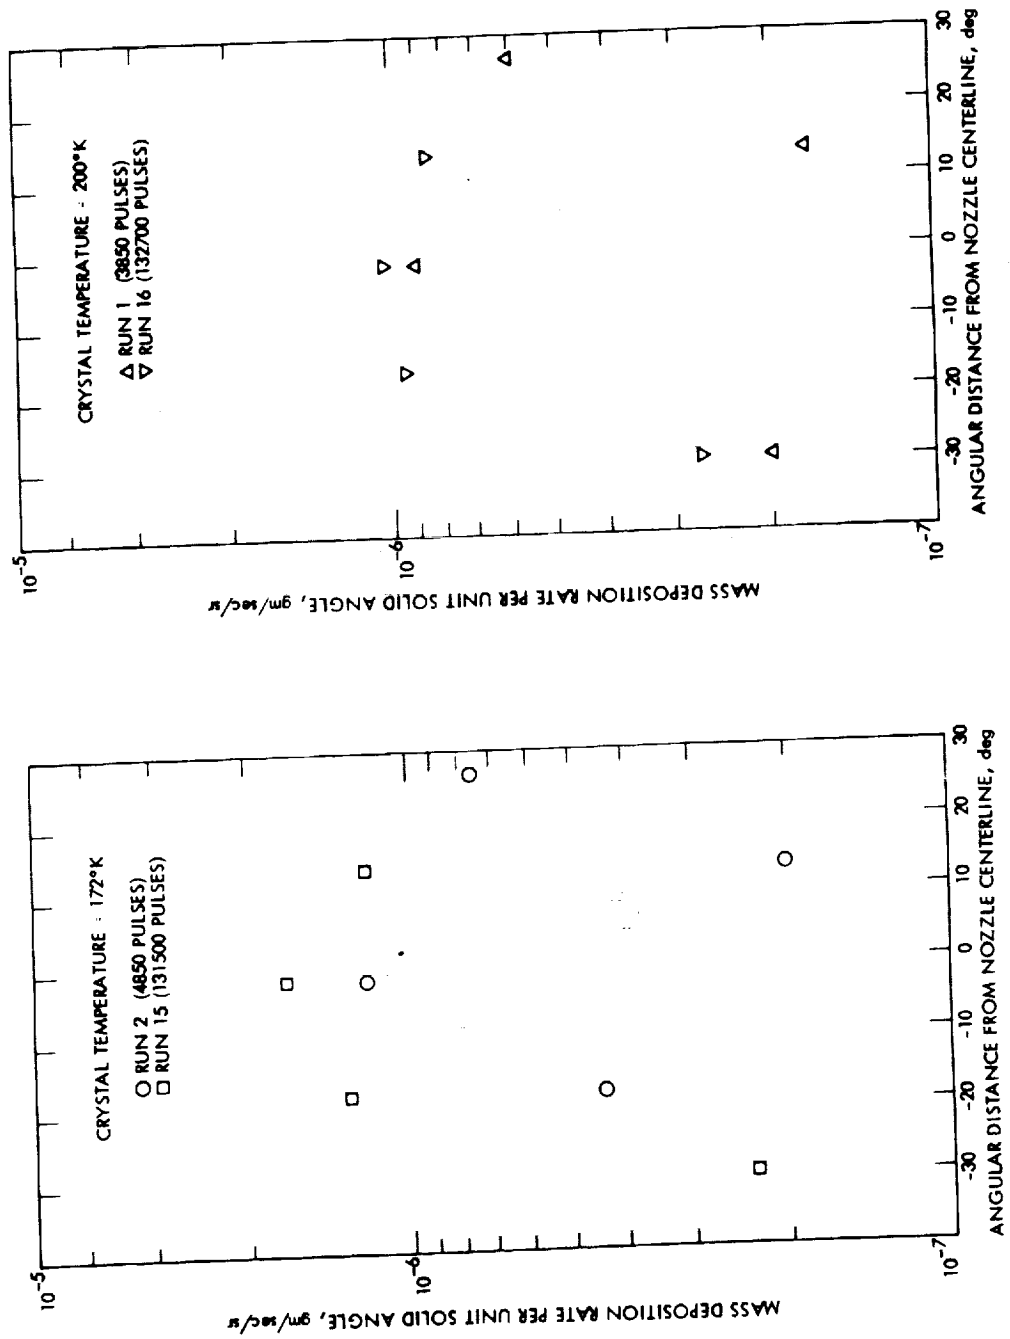 10-5
10-6
10-7
MASS DEPOSITION RATE PER UNIT SOLID ANGLE, gm/sec/sr
CRYSTAL TEMPERATURE = 172°K
○ RUN 2 (4850 PULSES)
□ RUN 15 (131500 PULSES)
-30 -20 -10 0 10 20 30
ANGULAR DISTANCE FROM NOZZLE CENTERLINE, deg
10-5
10-6
10-7
MASS DEPOSITION RATE PER UNIT SOLID ANGLE, gm/sec/sr
CRYSTAL TEMPERATURE = 200°K
△ RUN 1 (3850 PULSES)
▽ RUN 16 (132700 PULSES)
-30 -20 -10 0 10 20 30
ANGULAR DISTANCE FROM NOZZLE CENTERLINE, deg